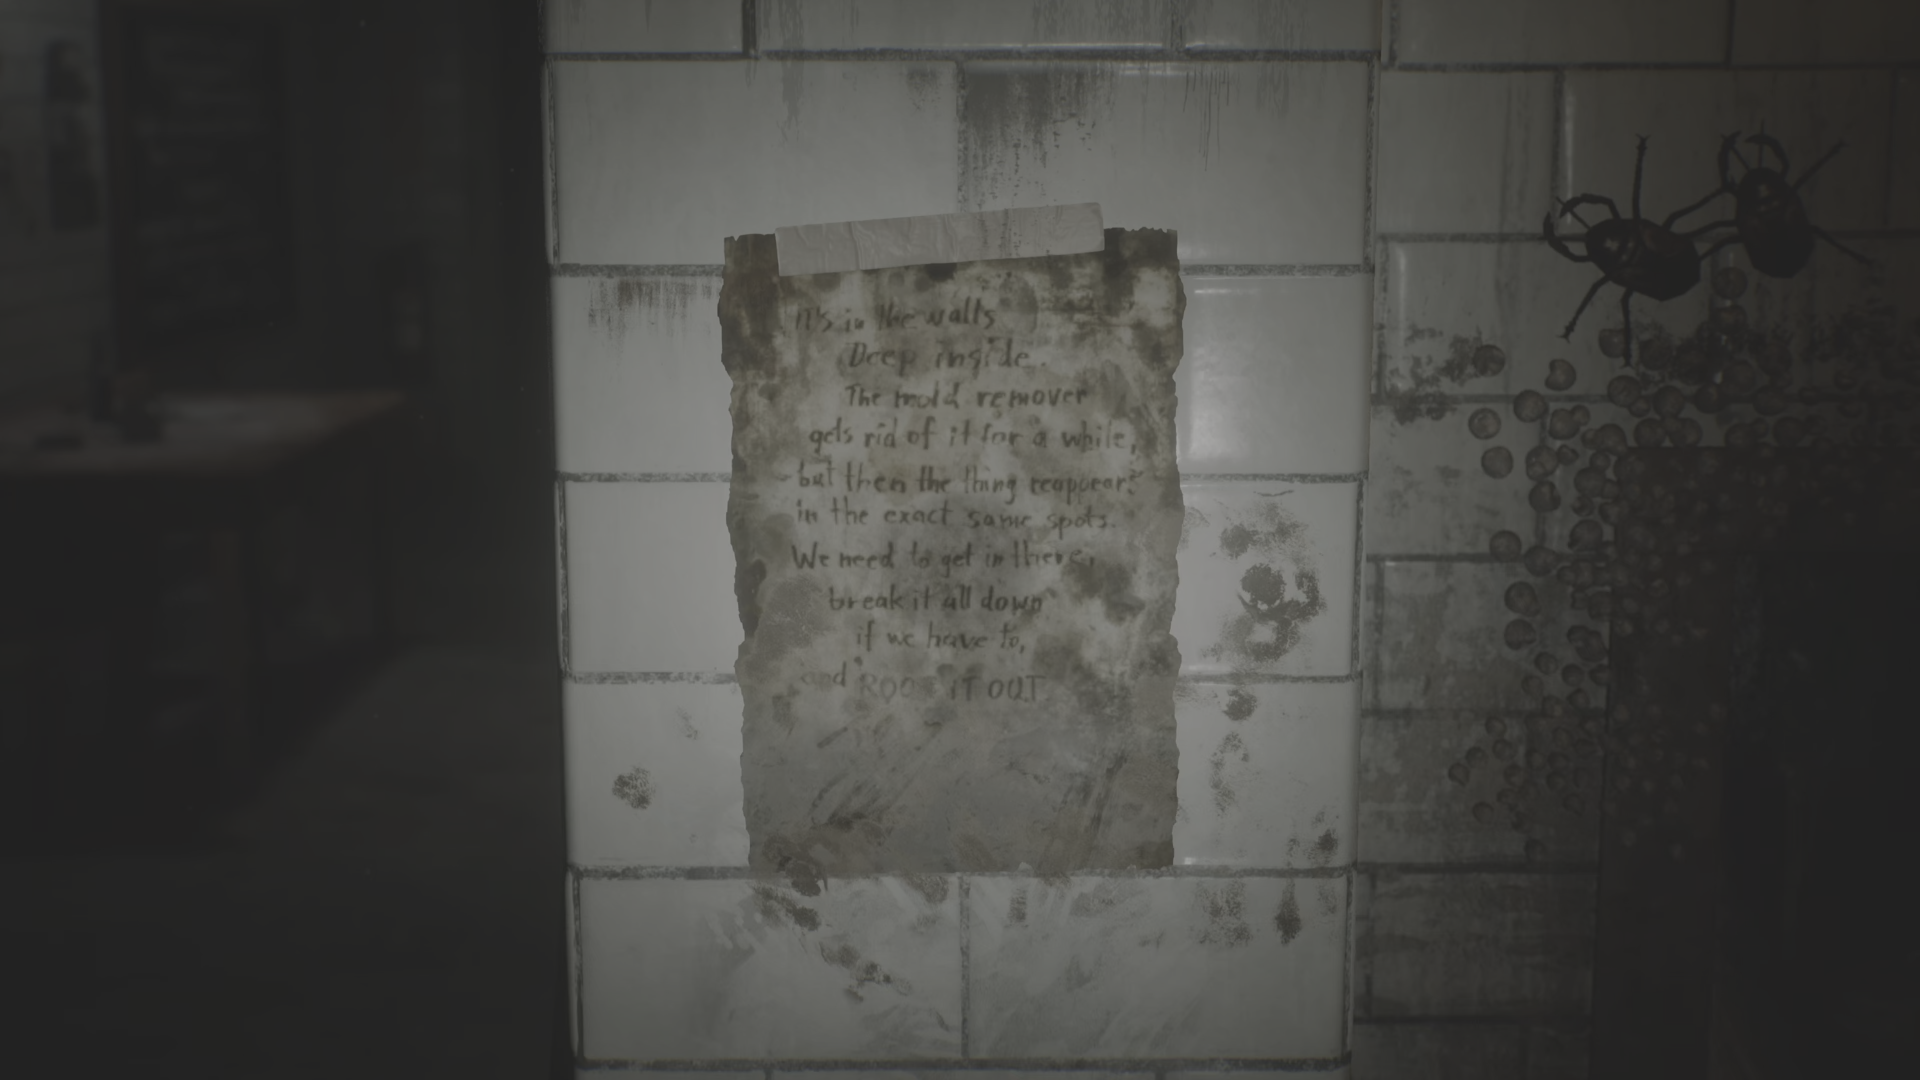 It's in the walls
Deep inside.
The mold remover
gets rid of it for a while,
but then the thing reappears
in the exact same spots.
We need to get in there,
break it all down
if we have to,
and ROOT IT OUT